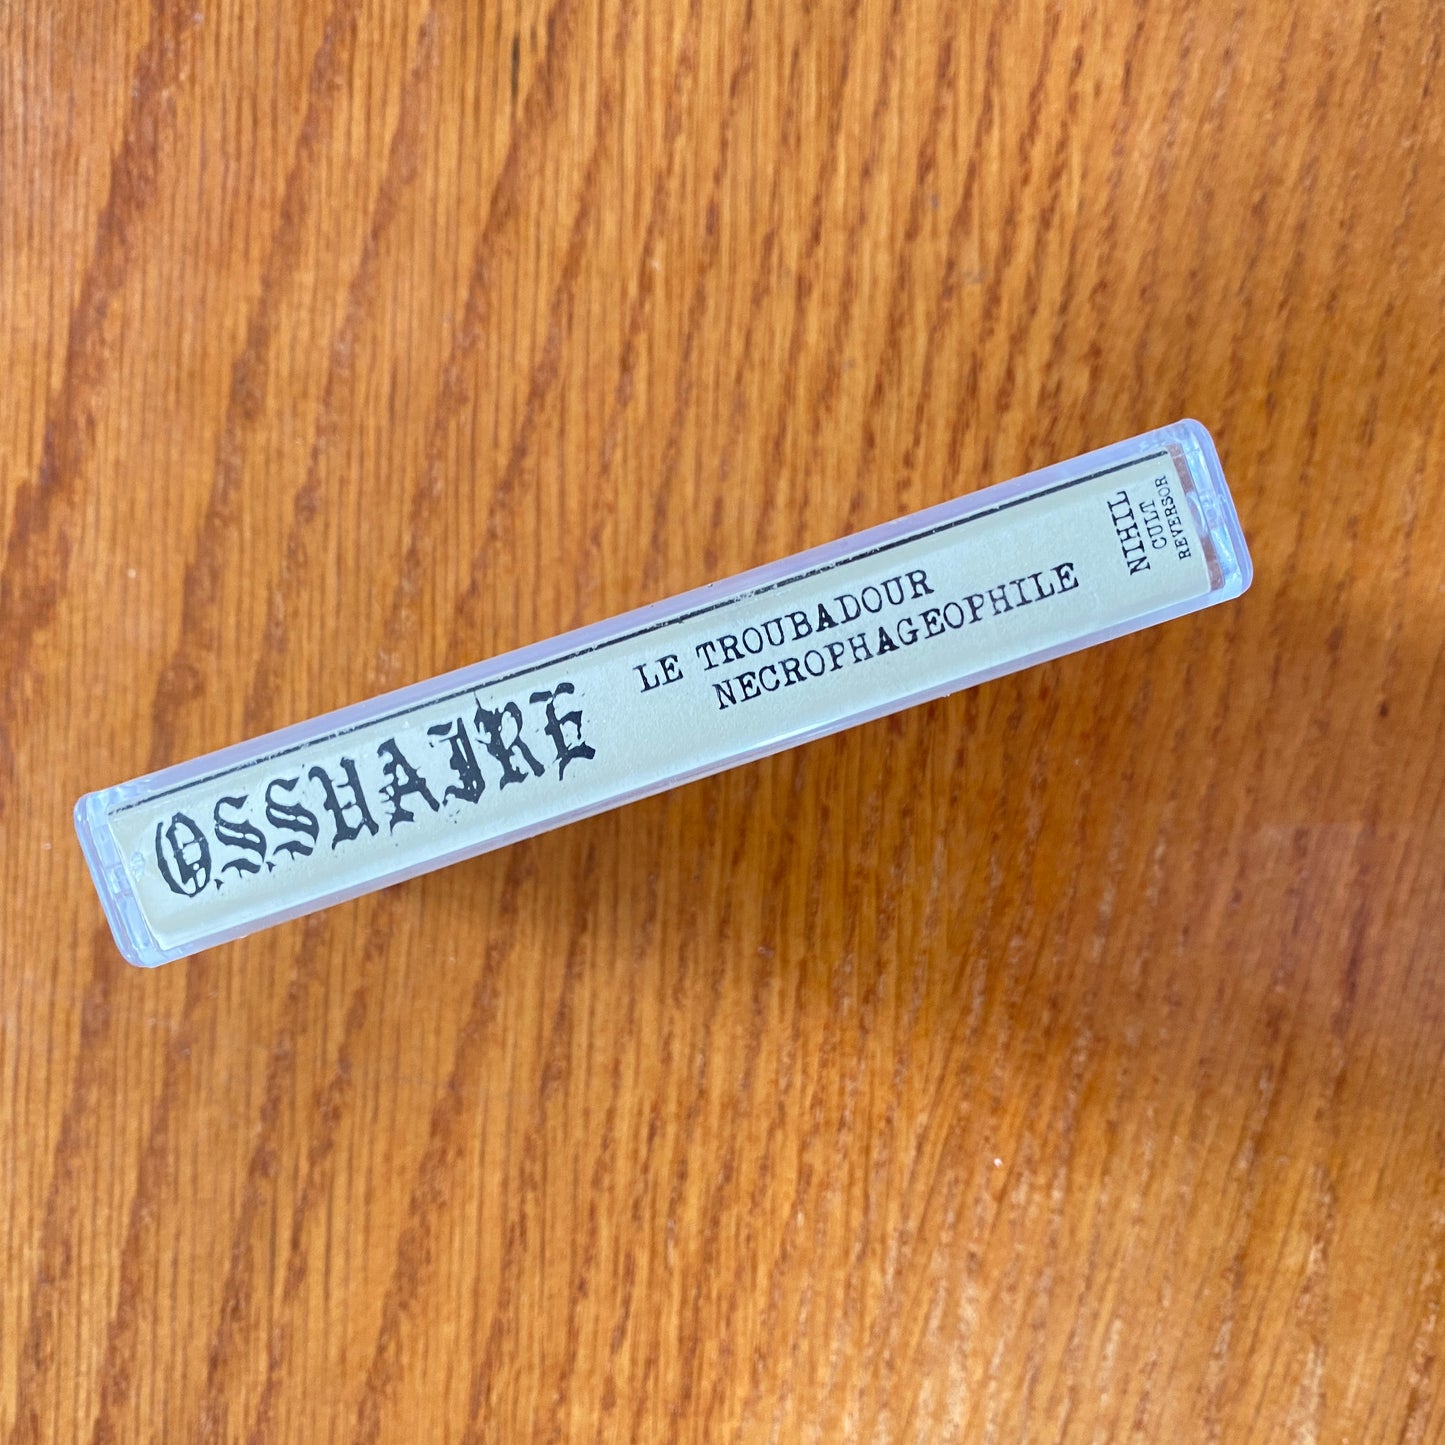 OSSUAIRE
LE TROUBADOUR
NECROPHAGEOPHILE
NIHIL
CULT
REVERSOR